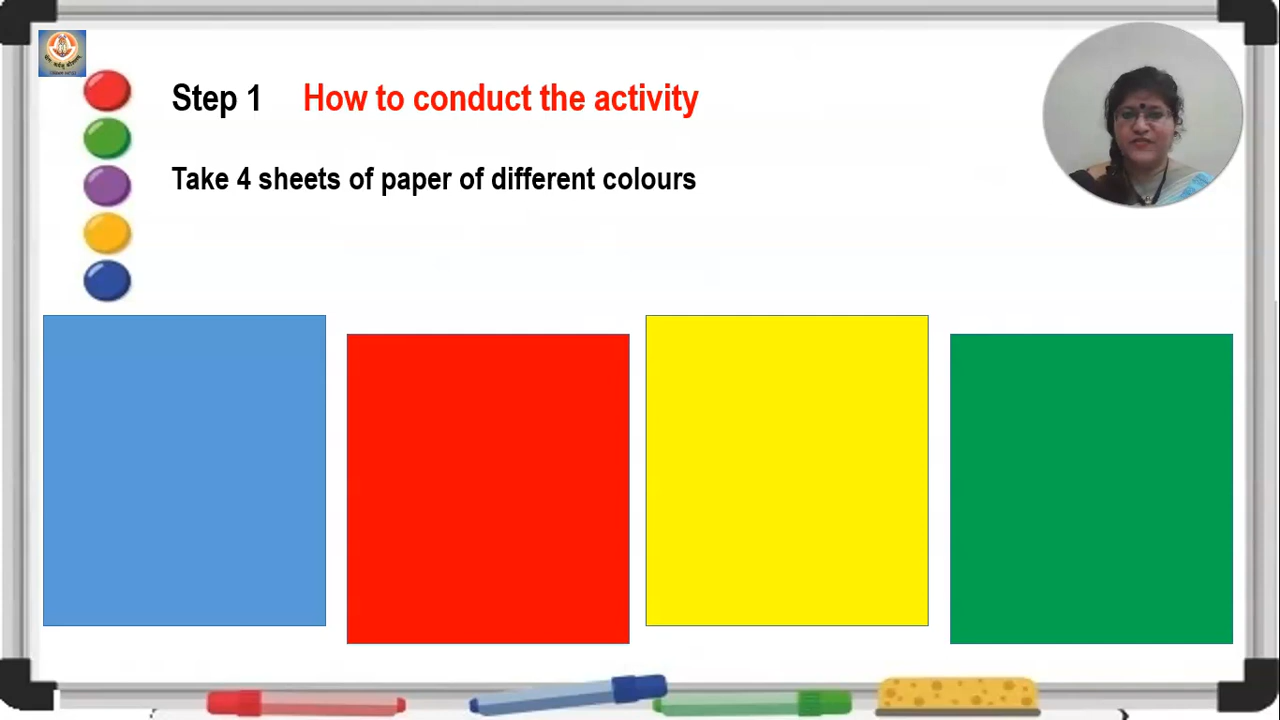 Step 1 How to conduct the activity
Take 4 sheets of paper of different colours